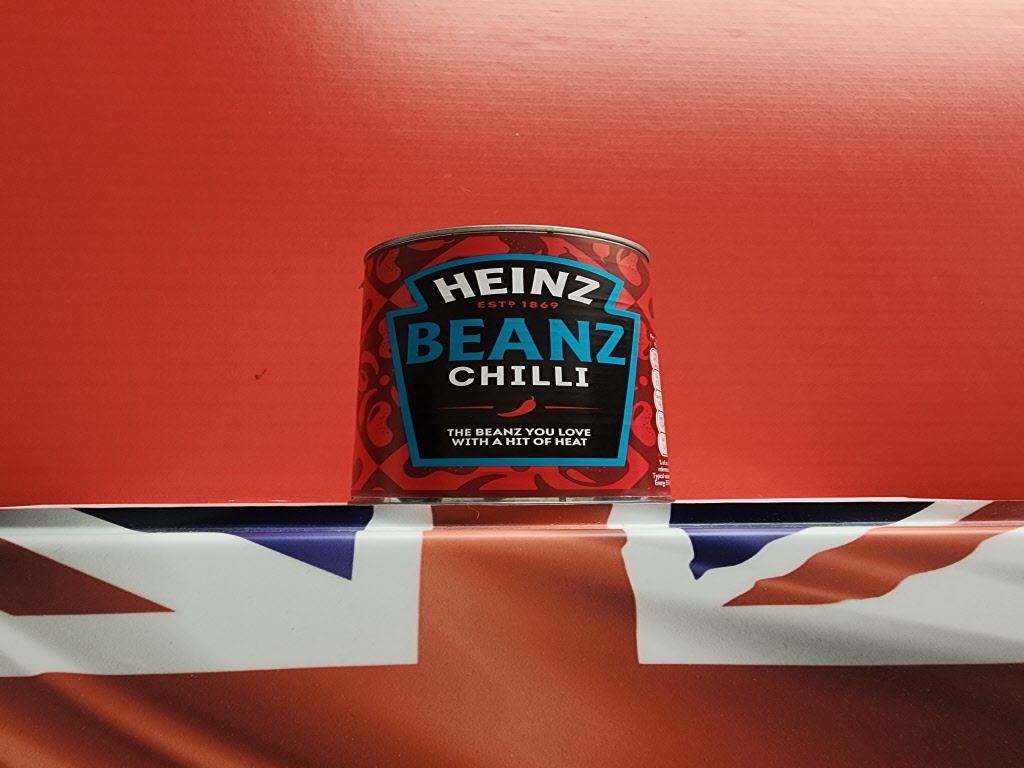 HEINZ
ESTD 1869
BEANZ
CHILLI
THE BEANZ YOU LOVE
WITH A HIT OF HEAT